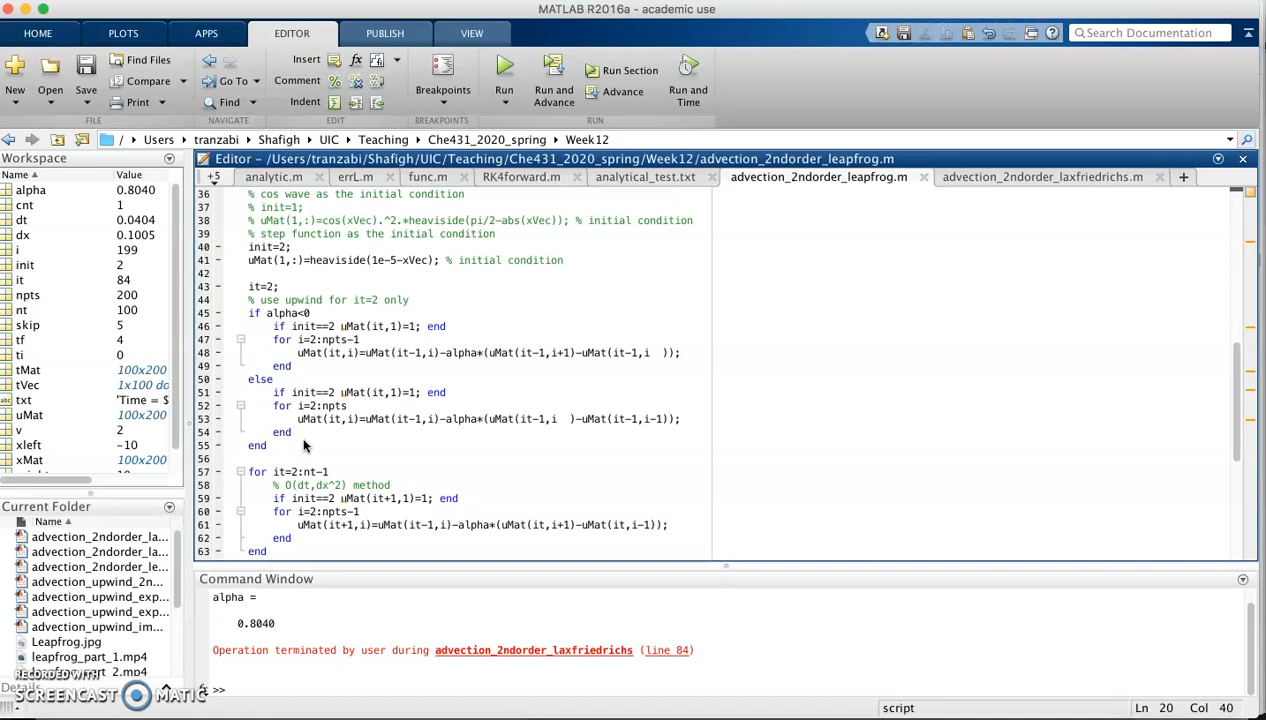 MATLAB R2016a - academic use
HOME PLOTS APPS EDITOR PUBLISH VIEW Search Documentation
New Open Save Find Files Compare Print Go To Find Insert Comment Indent fx Breakpoints Run Run and Advance Run Section Advance Run and Time
FILE NAVIGATE EDIT BREAKPOINTS RUN
/ Users tranzabi Shafigh UIC Teaching Che431_2020_spring Week12
Workspace
Name Value
alpha 0.8040
cnt 1
dt 0.0404
dx 0.1005
i 199
init 2
it 84
npts 200
nt 100
skip 5
tf 4
ti 0
tMat 100x200
tVec 1x100 do
txt 'Time = $
uMat 100x200
v 2
xleft -10
xMat 100x200
Current Folder
Name
advection_2ndorder_la...
advection_2ndorder_la...
advection_2ndorder_le...
advection_upwind_2n...
advection_upwind_exp...
advection_upwind_exp...
advection_upwind_im...
Leapfrog.jpg
leapfrog_part_1.mp4
Details
RECORDED WITH
SCREENCAST MATIC
Editor - /Users/tranzabi/Shafigh/UIC/Teaching/Che431_2020_spring/Week12/advection_2ndorder_leapfrog.m
+5 analytic.m errL.m func.m RK4forward.m analytical_test.txt advection_2ndorder_leapfrog.m advection_2ndorder_laxfriedrichs.m
36 % cos wave as the initial condition
37 % init=1;
38 % uMat(1,:)=cos(xVec).^2.*heaviside(pi/2-abs(xVec)); % initial condition
39 % step function as the initial condition
40 init=2;
41 uMat(1,:)=heaviside(1e-5-xVec); % initial condition
42
43 it=2;
44 % use upwind for it=2 only
45 if alpha<0
46 if init==2 uMat(it,1)=1; end
47 for i=2:npts-1
48 uMat(it,i)=uMat(it-1,i)-alpha*(uMat(it-1,i+1)-uMat(it-1,i  ));
49 end
50 else
51 if init==2 uMat(it,1)=1; end
52 for i=2:npts
53 uMat(it,i)=uMat(it-1,i)-alpha*(uMat(it-1,i  )-uMat(it-1,i-1));
54 end
55 end
56
57 for it=2:nt-1
58 % O(dt,dx^2) method
59 if init==2 uMat(it+1,1)=1; end
60 for i=2:npts-1
61 uMat(it+1,i)=uMat(it-1,i)-alpha*(uMat(it,i+1)-uMat(it,i-1));
62 end
63 end
Command Window
alpha =
0.8040
Operation terminated by user during advection_2ndorder_laxfriedrichs (line 84)
fx >>
script Ln 20 Col 40